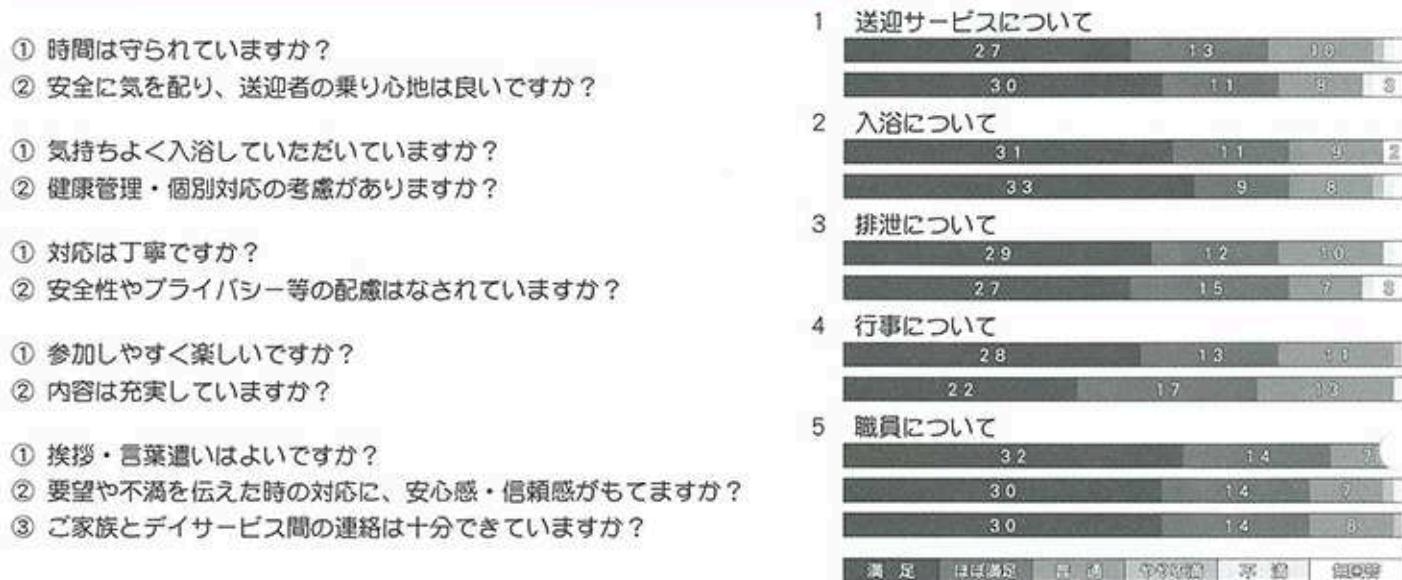 ① 時間は守られていますか？
② 安全に気を配り、送迎者の乗り心地は良いですか？
① 気持ちよく入浴していただいていますか？
② 健康管理・個別対応の考慮がありますか？
① 対応は丁寧ですか？
② 安全性やプライバシー等の配慮はなされていますか？
① 参加しやすく楽しいですか？
② 内容は充実していますか？
① 挨拶・言葉遣いはよいですか？
② 要望や不満を伝えた時の対応に、安心感・信頼感がもてますか？
③ ご家族とデイサービス間の連絡は十分できていますか？
1 送迎サービスについて
27 13 10
30 11 8 3
2 入浴について
31 11 9 2
33 9 8
3 排泄について
29 12 10
27 15 7 3
4 行事について
28 13 11
22 17 13
5 職員について
32 14 7
30 14 7
30 14 8
満足 ほぼ満足 普通 やや不満 不満 無回答